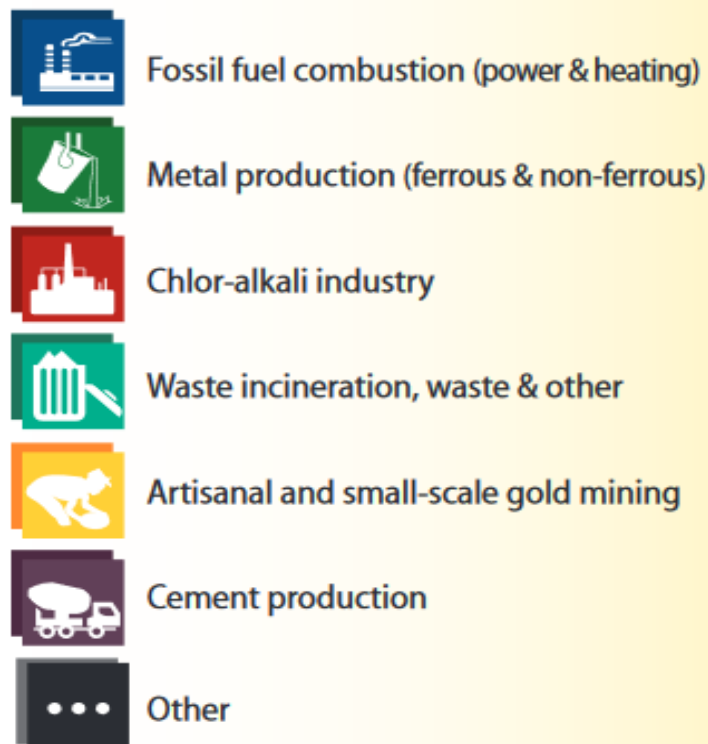 Fossil fuel combustion (power & heating)
Metal production (ferrous & non-ferrous)
Chlor-alkali industry
Waste incineration, waste & other
Artisanal and small-scale gold mining
Cement production
Other